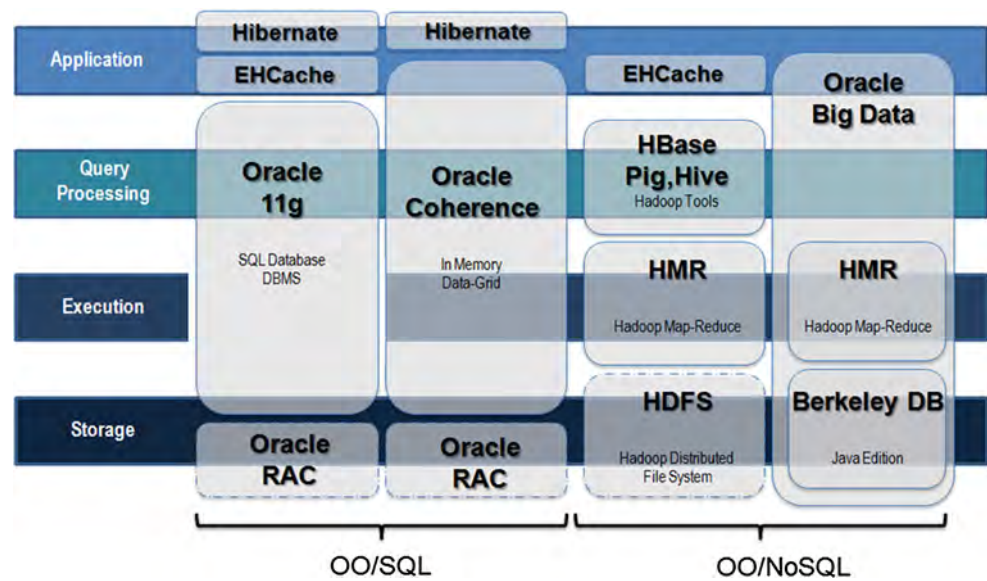 Application
Query
Processing
Execution
Storage
Hibernate
EHCache
Oracle
11g
SQL Database
DBMS
Oracle
RAC
Hibernate
Oracle
Coherence
In Memory
Data-Grid
Oracle
RAC
EHCache
HBase
Pig,Hive
Hadoop Tools
HMR
Hadoop Map-Reduce
HDFS
Hadoop Distributed
File System
Oracle
Big Data
HMR
Hadoop Map-Reduce
Berkeley DB
Java Edition
OO/SQL
OO/NoSQL